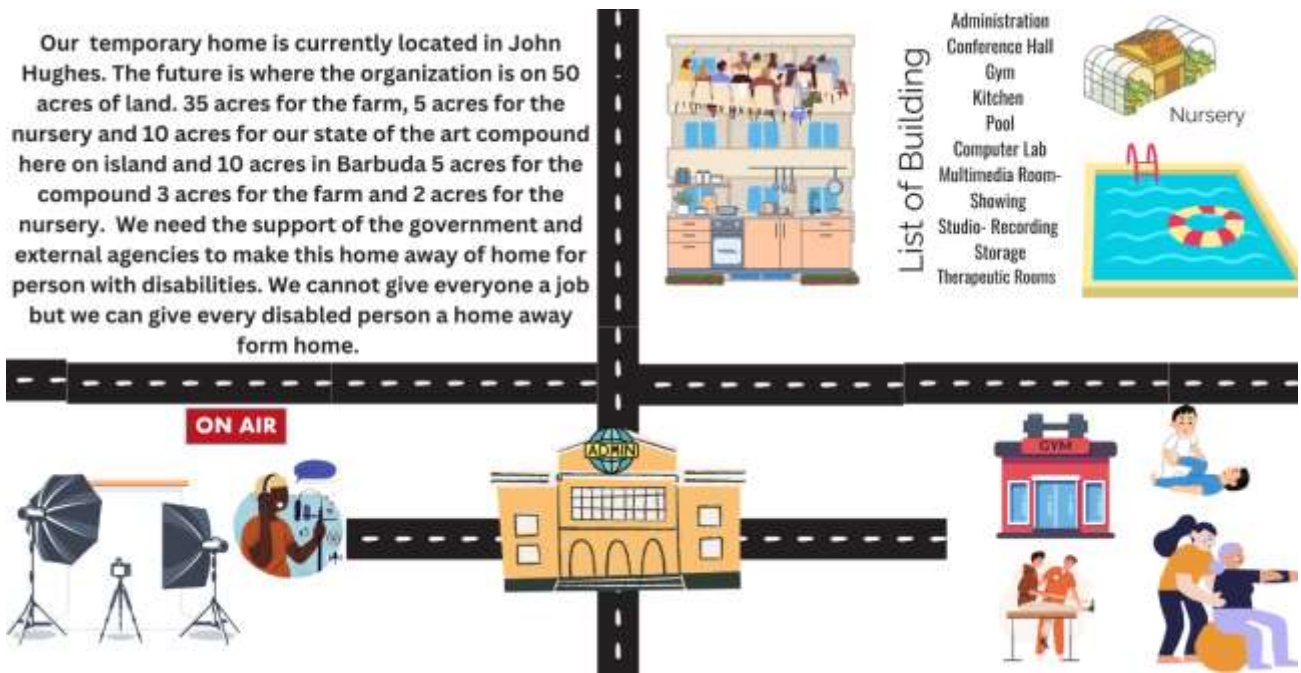 Our temporary home is currently located in John
Hughes. The future is where the organization is on 50
acres of land. 35 acres for the farm, 5 acres for the
nursery and 10 acres for our state of the art compound
here on island and 10 acres in Barbuda 5 acres for the
compound 3 acres for the farm and 2 acres for the
nursery. We need the support of the government and
external agencies to make this home away of home for
person with disabilities. We cannot give everyone a job
but we can give every disabled person a home away
form home.
List of Building
Administration
Conference Hall
Gym
Kitchen
Pool
Computer Lab
Multimedia Room-
Showing
Studio- Recording
Storage
Therapeutic Rooms
Nursery
ON AIR
ADMIN
GYM